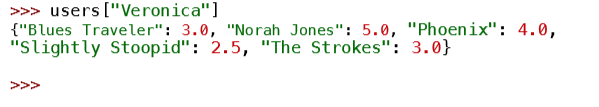 >>> users["Veronica"]
{"Blues Traveler": 3.0, "Norah Jones": 5.0, "Phoenix": 4.0,
"Slightly Stoopid": 2.5, "The Strokes": 3.0}
>>>